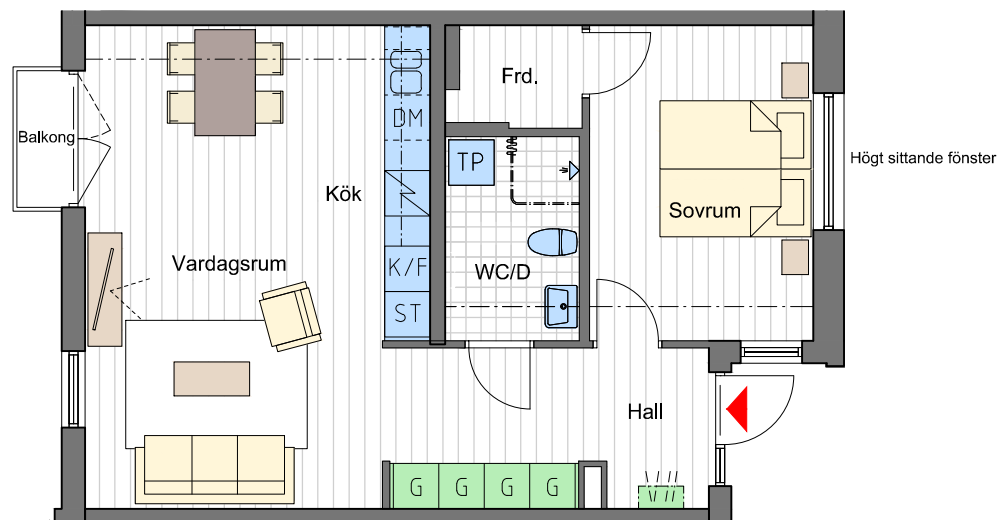 Frd.
DM
Balkong
TP
Högt sittande fönster
Kök
Sovrum
Vardagsrum
K/F
WC/D
ST
Hall
G G G G